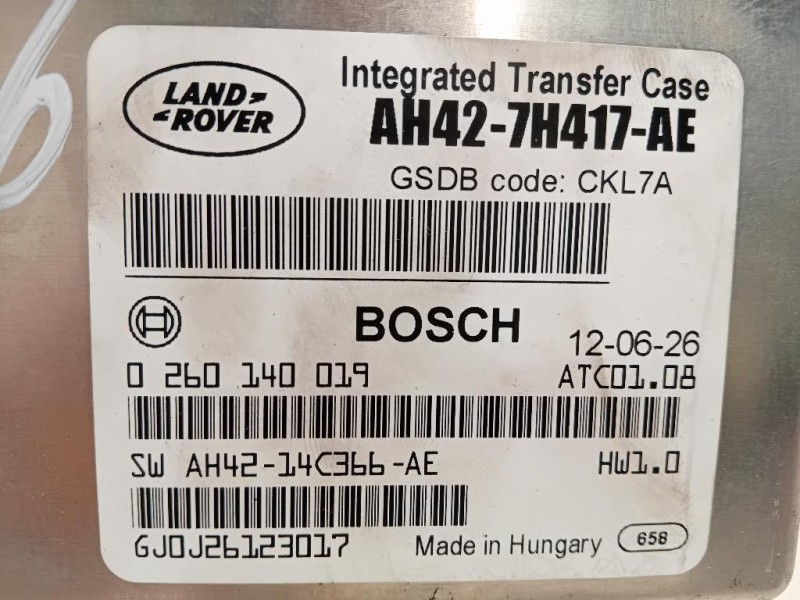 LAND ROVER
Integrated Transfer Case
AH42-7H417-AE
GSDB code: CKL7A
BOSCH
12-06-26
0 260 140 019
ATC01.08
SW AH42-14C366-AE
HW1.0
GJ0J26123017
Made in Hungary
658